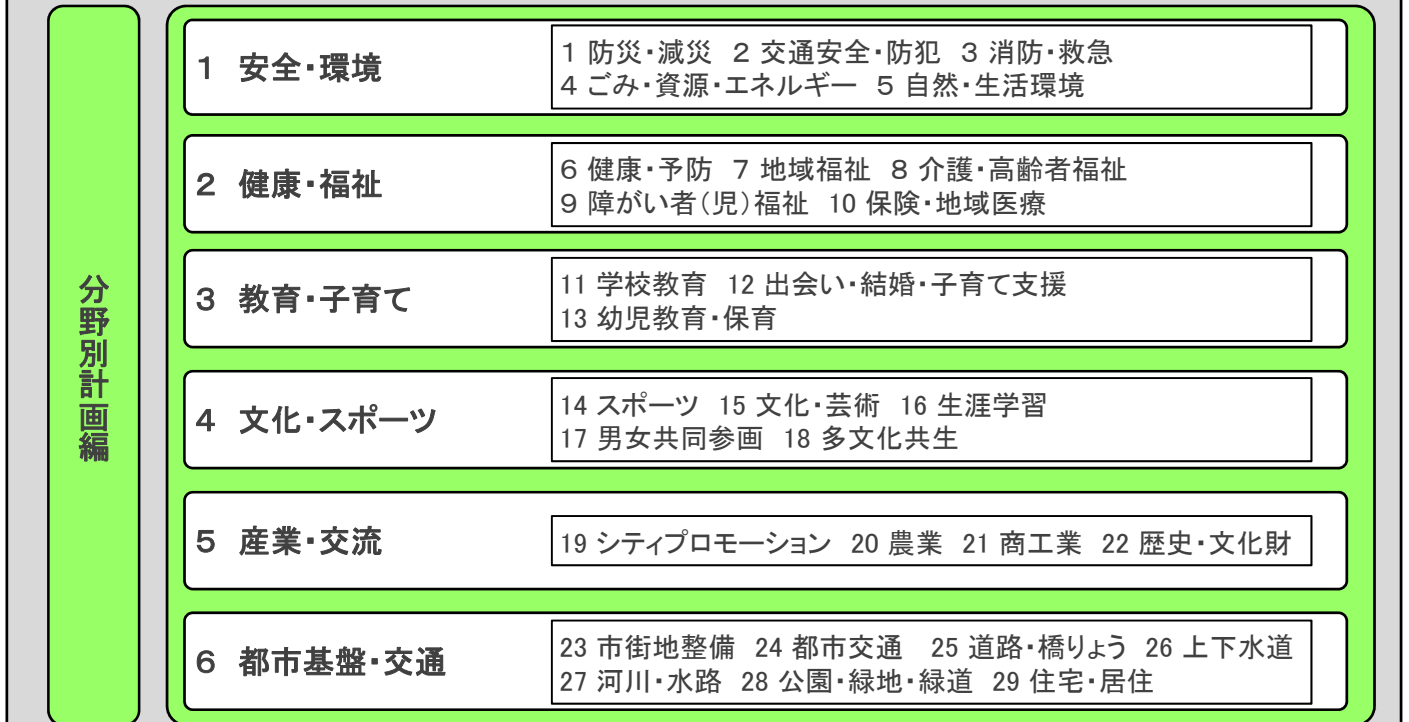 分野別計画編
1 安全・環境
1 防災・減災 2 交通安全・防犯 3 消防・救急
4 ごみ・資源・エネルギー 5 自然・生活環境
2 健康・福祉
6 健康・予防 7 地域福祉 8 介護・高齢者福祉
9 障がい者（児）福祉 10 保険・地域医療
3 教育・子育て
11 学校教育 12 出会い・結婚・子育て支援
13 幼児教育・保育
4 文化・スポーツ
14 スポーツ 15 文化・芸術 16 生涯学習
17 男女共同参画 18 多文化共生
5 産業・交流
19 シティプロモーション 20 農業 21 商工業 22 歴史・文化財
6 都市基盤・交通
23 市街地整備 24 都市交通 25 道路・橋りょう 26 上下水道
27 河川・水路 28 公園・緑地・緑道 29 住宅・居住